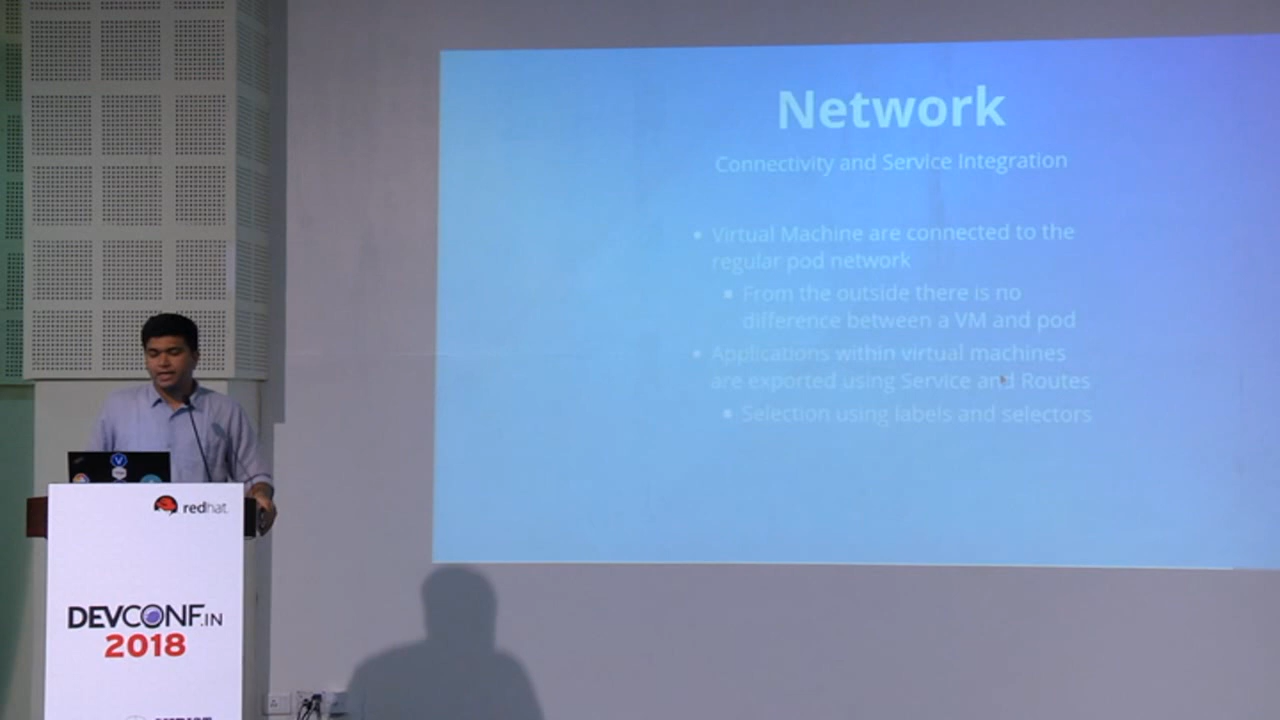 Network
Connectivity and Service Integration
Virtual Machine are connected to the
regular pod network
From the outside there is no
difference between a VM and pod
Applications within virtual machines
are exported using Service and Routes
Selection using labels and selectors
redhat.
DEVCONF.IN
2018